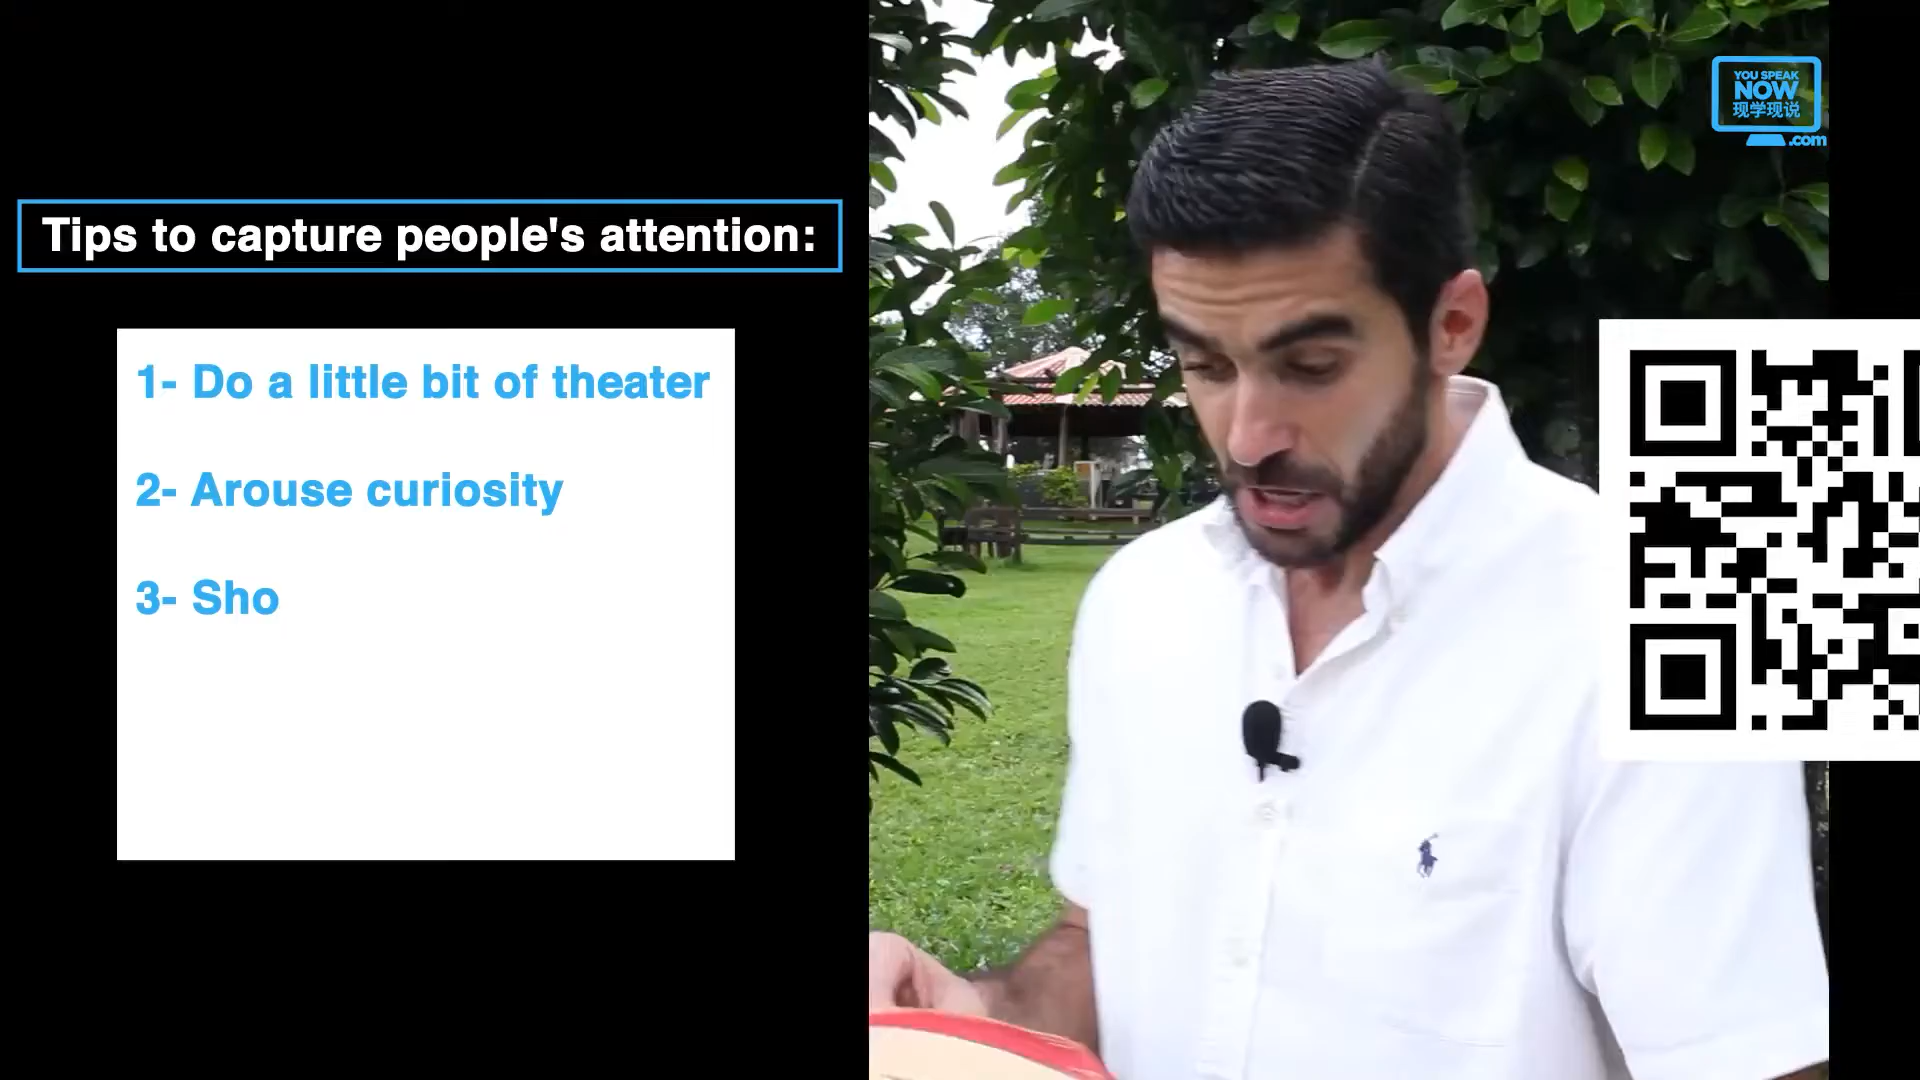 Tips to capture people's attention:
1- Do a little bit of theater
2- Arouse curiosity
3- Sho
YOU SPEAK
NOW
现学现说
.com